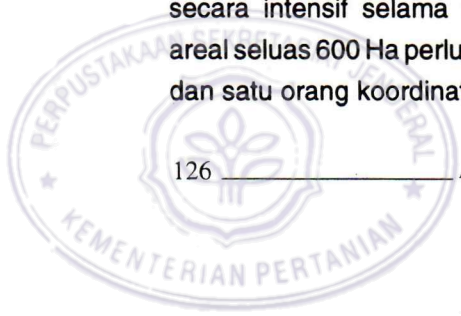 secara intensif selama
areal seluas 600 Ha perlu
dan satu orang koordinat
126
PERPUSTAKAAN SEKRETARIAT JENDERAL
KEMENTERIAN PERTANIAN